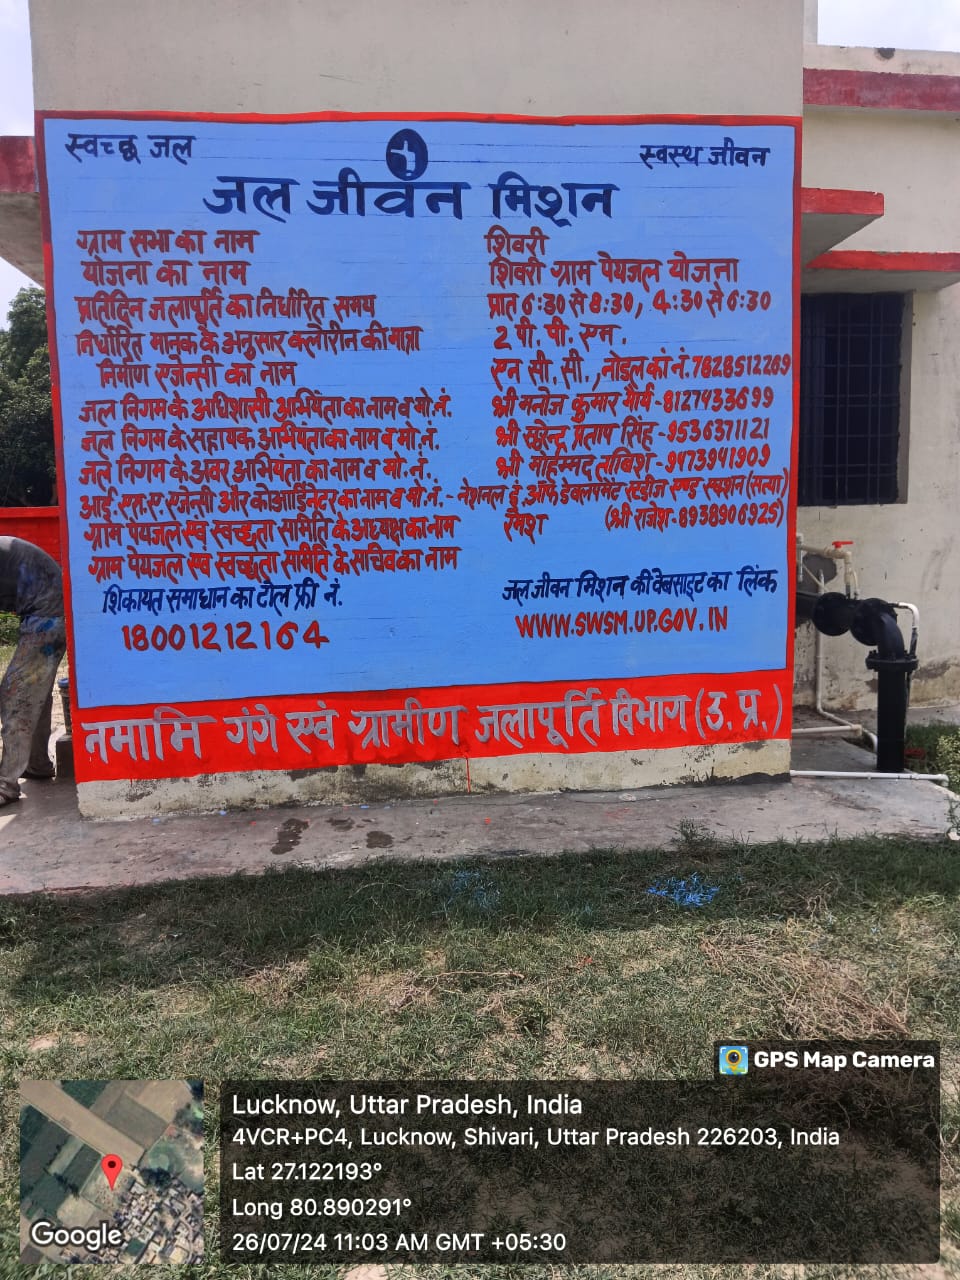 स्वच्छ जल
स्वस्थ जीवन
जल जीवन मिशन
ग्राम सभा का नाम शिवरी
योजना का नाम शिवरी ग्राम पेयजल योजना
प्रतिदिन जलापूर्ति का निर्धारित समय प्रात 6:30 से 8:30, 4:30 से 6:30
निर्धारित मानक के अनुसार क्लोरीन की मात्रा 2 पी. पी. एम.
निर्माण एजेन्सी का नाम एन सी. सी., नोडल कां नं. 7828512269
जल निगम के अधिशासी अभियंता का नाम व मो. नं. श्री मनोज कुमार मौर्य - 8127433699
जल निगम के सहायक अभियंता का नाम व मो. नं. श्री सुरेन्द्र प्रताप सिंह - 9536371121
जल निगम के अवर अभियंता का नाम व मो. नं. श्री मोहम्मद ताबिश - 9473941909
आई. एस. ए. एजेन्सी और कोआर्डिनेटर का नाम व मो. नं. - नेशनल इं. ऑफ डेवलपमेंट स्टडीज एण्ड एक्शन (सत्या)
ग्राम पेयजल एवं स्वच्छता समिति के अध्यक्ष का नाम रमेश (श्री राजेश - 8938906925)
ग्राम पेयजल एवं स्वच्छता समिति के सचिव का नाम
शिकायत समाधान का टोल फ्री नं. जल जीवन मिशन की वेबसाइट का लिंक
18001212164 WWW.SWSM.UP.GOV.IN
नमामि गंगे एवं ग्रामीण जलापूर्ति विभाग (उ. प्र.)
GPS Map Camera
Lucknow, Uttar Pradesh, India
4VCR+PC4, Lucknow, Shivari, Uttar Pradesh 226203, India
Lat 27.122193°
Long 80.890291°
26/07/24 11:03 AM GMT +05:30
Google